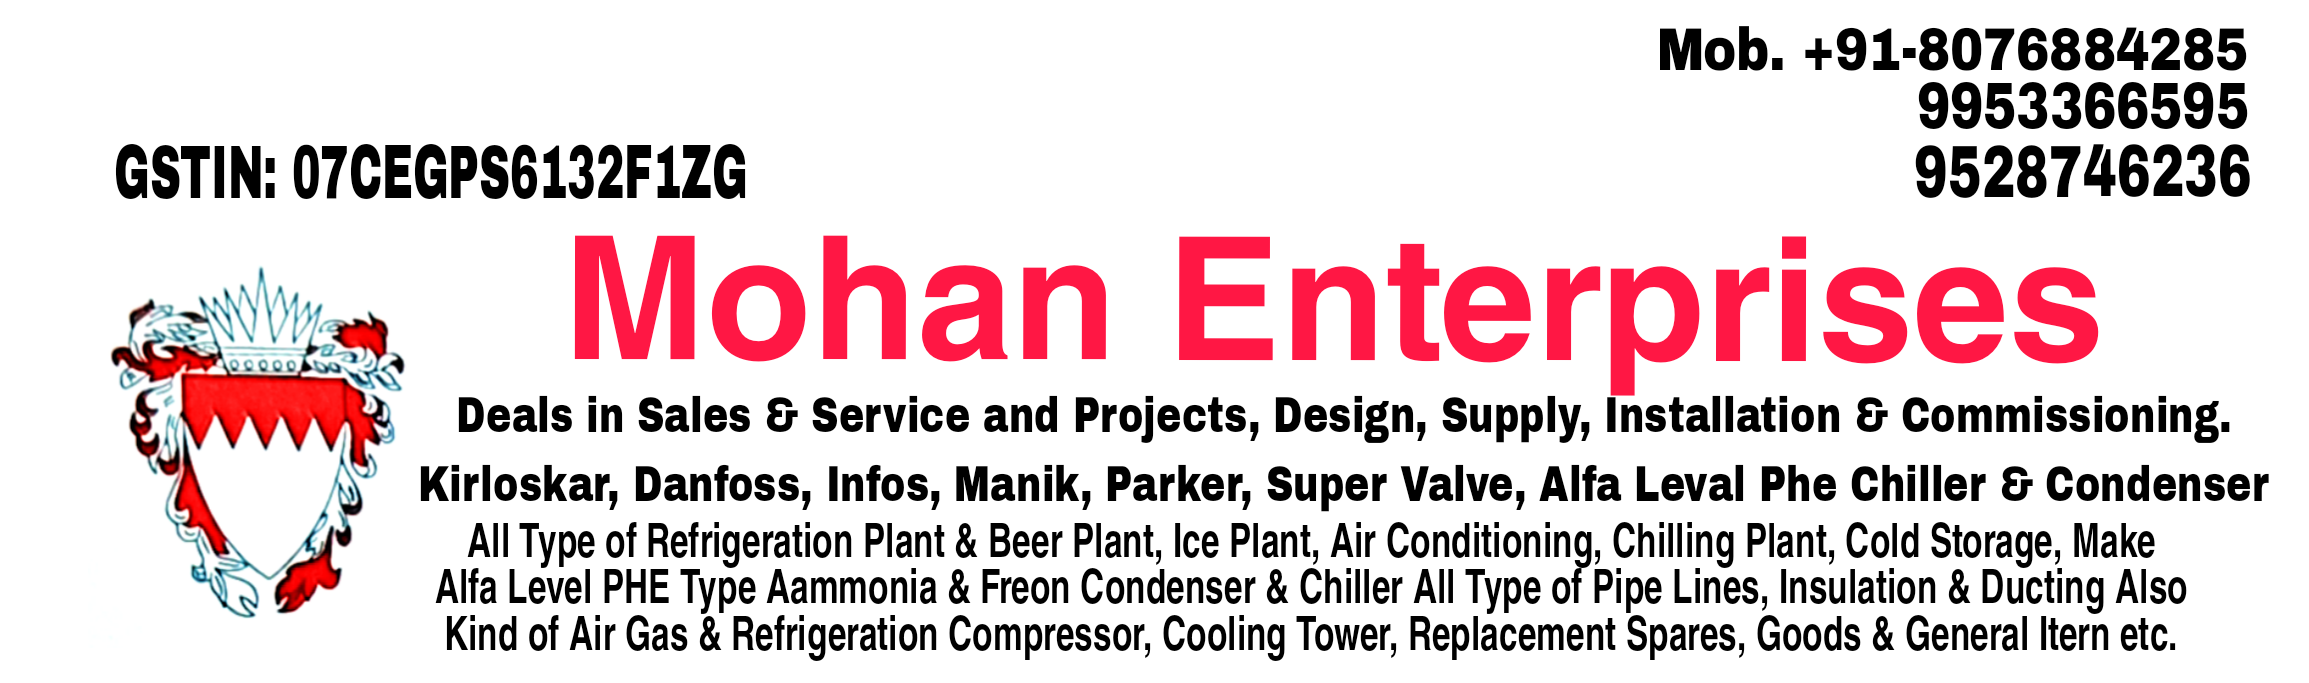 Mob. +91-8076884285
9953366595
GSTIN: 07CEGPS6132F1ZG
9528746236
Mohan Enterprises
Deals in Sales & Service and Projects, Design, Supply, Installation & Commissioning.
Kirloskar, Danfoss, Infos, Manik, Parker, Super Valve, Alfa Leval Phe Chiller & Condenser
All Type of Refrigeration Plant & Beer Plant, Ice Plant, Air Conditioning, Chilling Plant, Cold Storage, Make
Alfa Level PHE Type Aammonia & Freon Condenser & Chiller All Type of Pipe Lines, Insulation & Ducting Also
Kind of Air Gas & Refrigeration Compressor, Cooling Tower, Replacement Spares, Goods & General Itern etc.